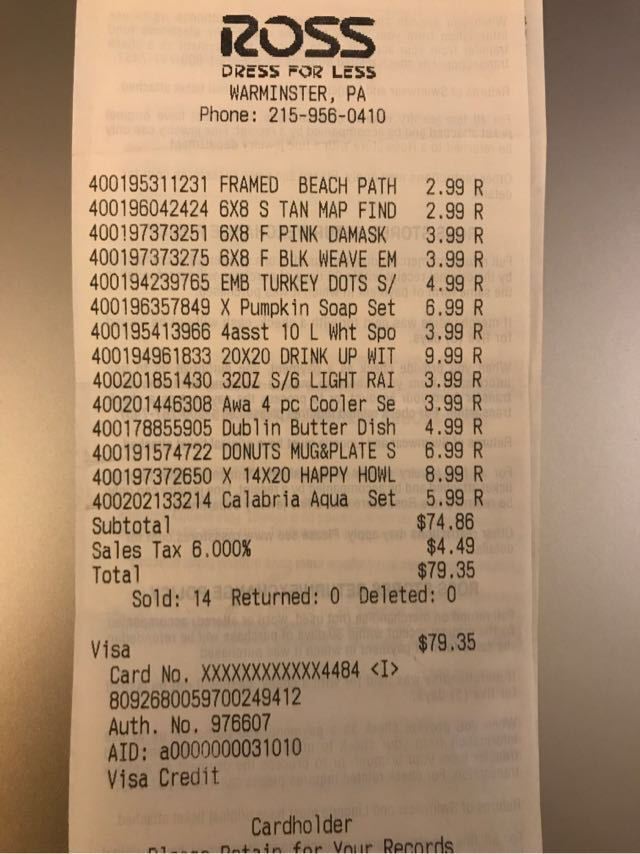 ROSS
DRESS FOR LESS
WARMINSTER, PA
Phone: 215-956-0410
400195311231 FRAMED BEACH PATH 2.99 R
400196042424 6X8 S TAN MAP FIND 2.99 R
400197373251 6X8 F PINK DAMASK 3.99 R
400197373275 6X8 F BLK WEAVE EM 3.99 R
400194239765 EMB TURKEY DOTS S/ 4.99 R
400196357849 X Pumpkin Soap Set 6.99 R
400195413966 4asst 10 L Wht Spo 3.99 R
400194961833 20X20 DRINK UP WIT 9.99 R
400201851430 32OZ S/6 LIGHT RAI 3.99 R
400201446308 Awa 4 pc Cooler Se 3.99 R
400178855905 Dublin Butter Dish 4.99 R
400191574722 DONUTS MUG&PLATE S 6.99 R
400197372650 X 14X20 HAPPY HOWL 8.99 R
400202133214 Calabria Aqua Set 5.99 R
Subtotal $74.86
Sales Tax 6.000% $4.49
Total $79.35
Sold: 14 Returned: 0 Deleted: 0
Visa $79.35
Card No. XXXXXXXXXXXX4484 <I>
8092680059700249412
Auth. No. 976607
AID: a0000000031010
Visa Credit
Cardholder
Please Retain for Your Records